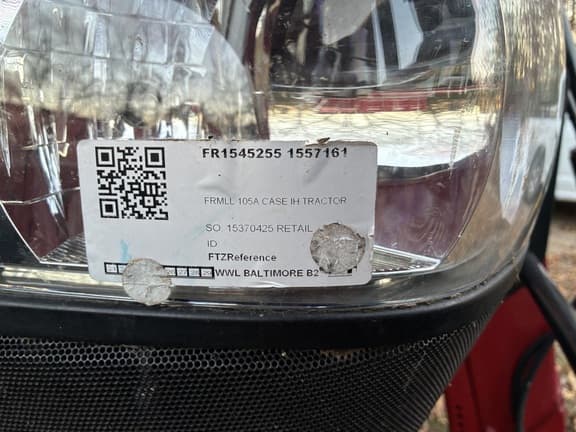 FR1545255 1557161
FRMLL 105A CASE IH TRACTOR
SO 15370425 RETAIL
ID
FTZReference
WWL BALTIMORE B2